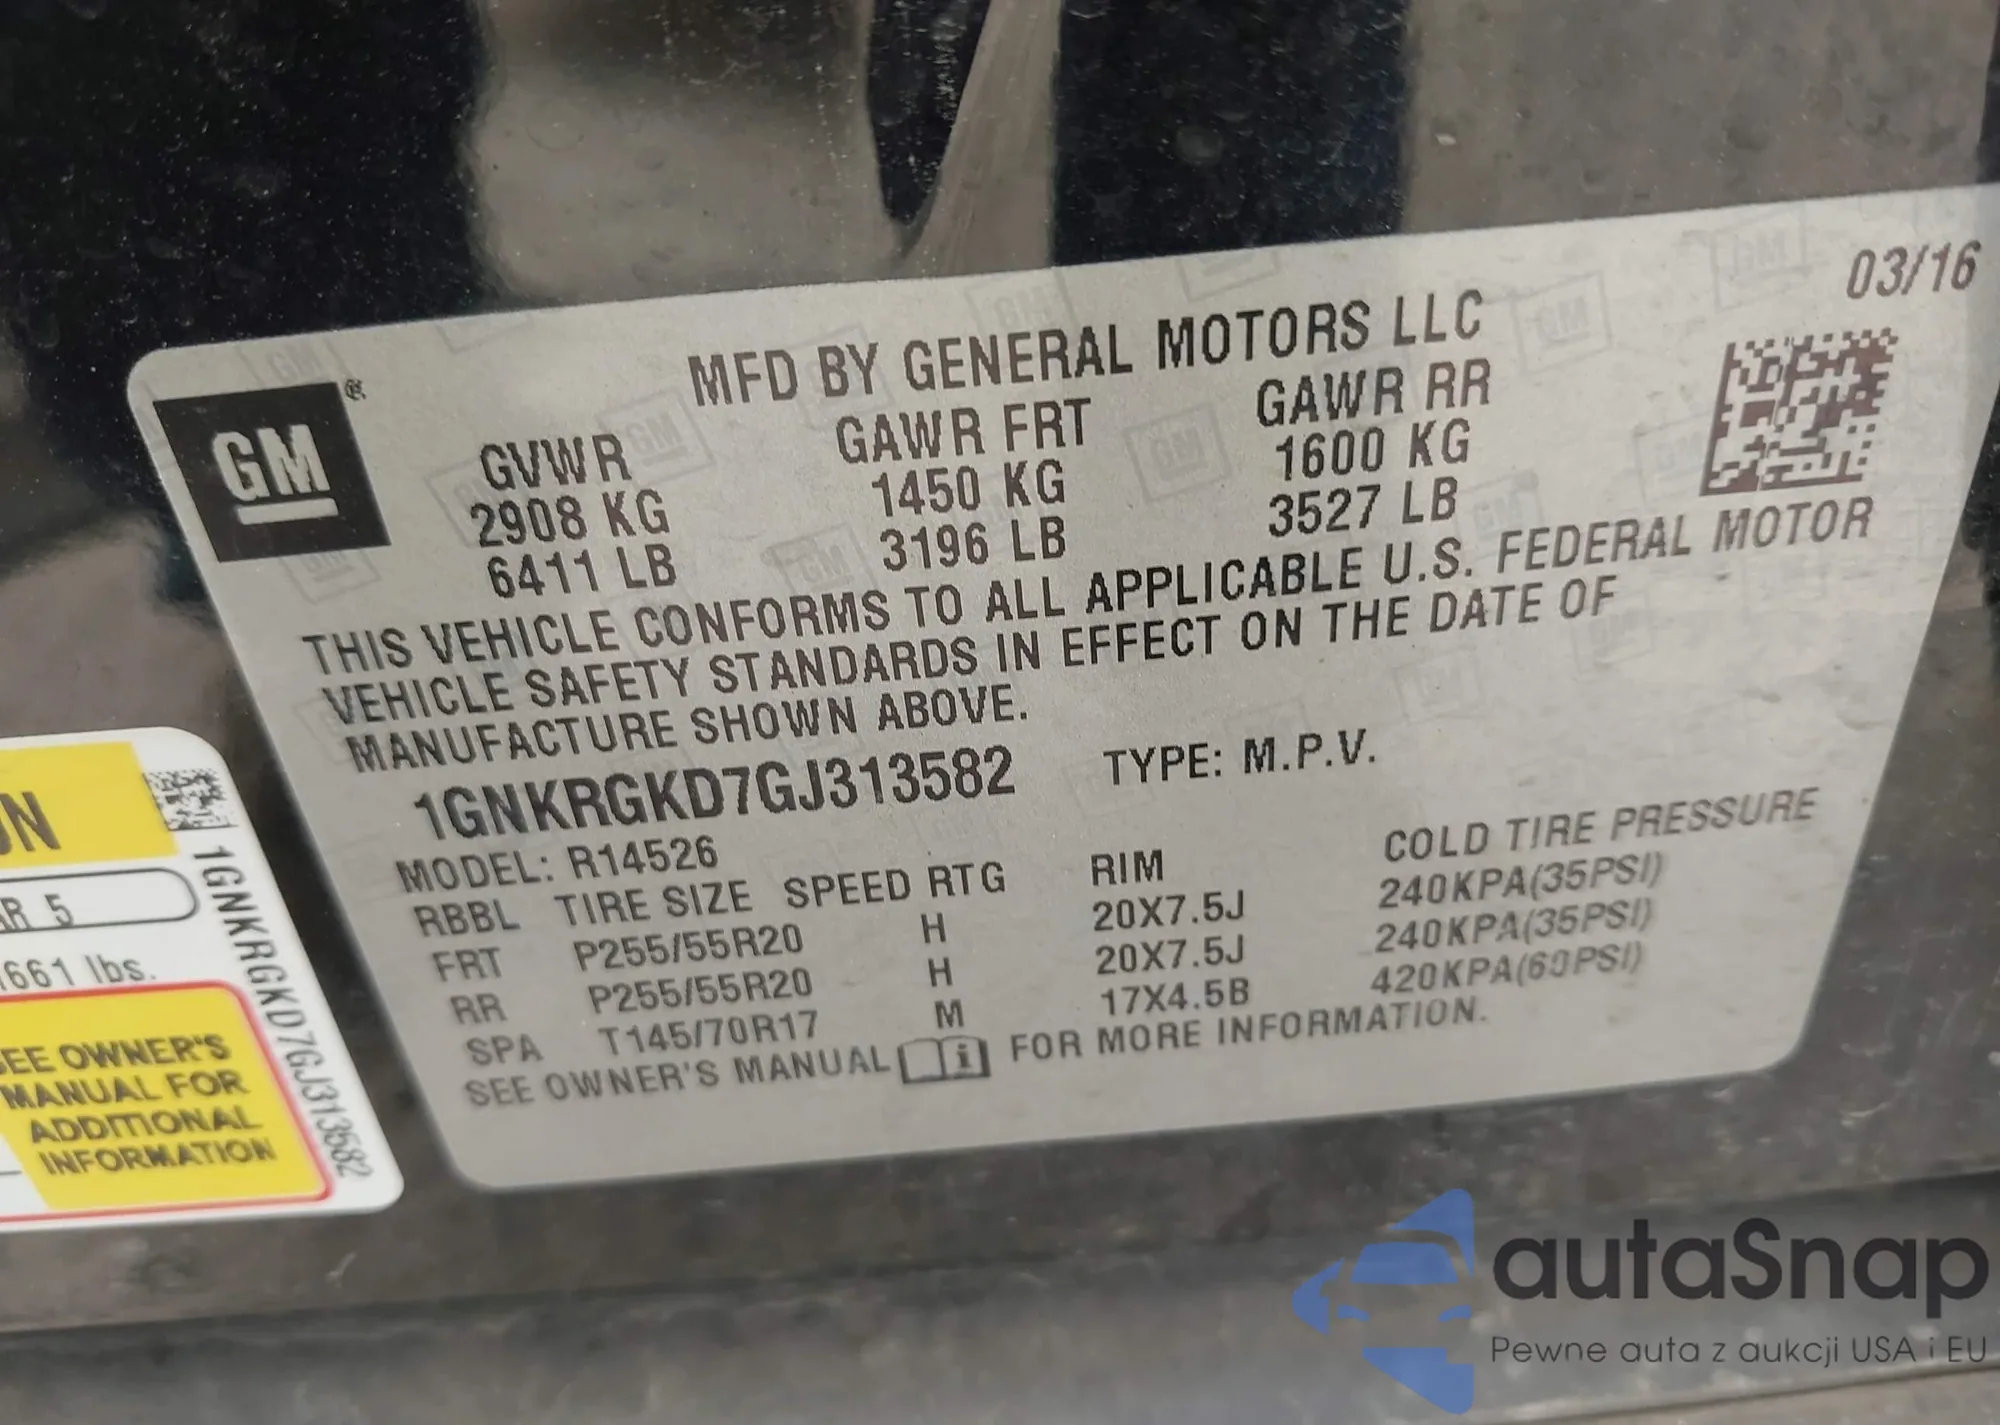 03/16
MFD BY GENERAL MOTORS LLC
GM ®
GVWR GAWR FRT GAWR RR
2908 KG 1450 KG 1600 KG
6411 LB 3196 LB 3527 LB
THIS VEHICLE CONFORMS TO ALL APPLICABLE U.S. FEDERAL MOTOR
VEHICLE SAFETY STANDARDS IN EFFECT ON THE DATE OF
MANUFACTURE SHOWN ABOVE.
1GNKRGKD7GJ313582 TYPE: M.P.V.
MODEL: R14526
RBBL TIRE SIZE SPEED RTG RIM COLD TIRE PRESSURE
FRT P255/55R20 H 20X7.5J 240KPA(35PSI)
RR P255/55R20 H 20X7.5J 240KPA(35PSI)
SPA T145/70R17 M 17X4.5B 420KPA(60PSI)
SEE OWNER'S MANUAL FOR MORE INFORMATION.
1GNKRGKD7GJ313582
5
661 lbs.
SEE OWNER'S
MANUAL FOR
ADDITIONAL
INFORMATION
autaSnap
Pewne auta z aukcji USA i EU